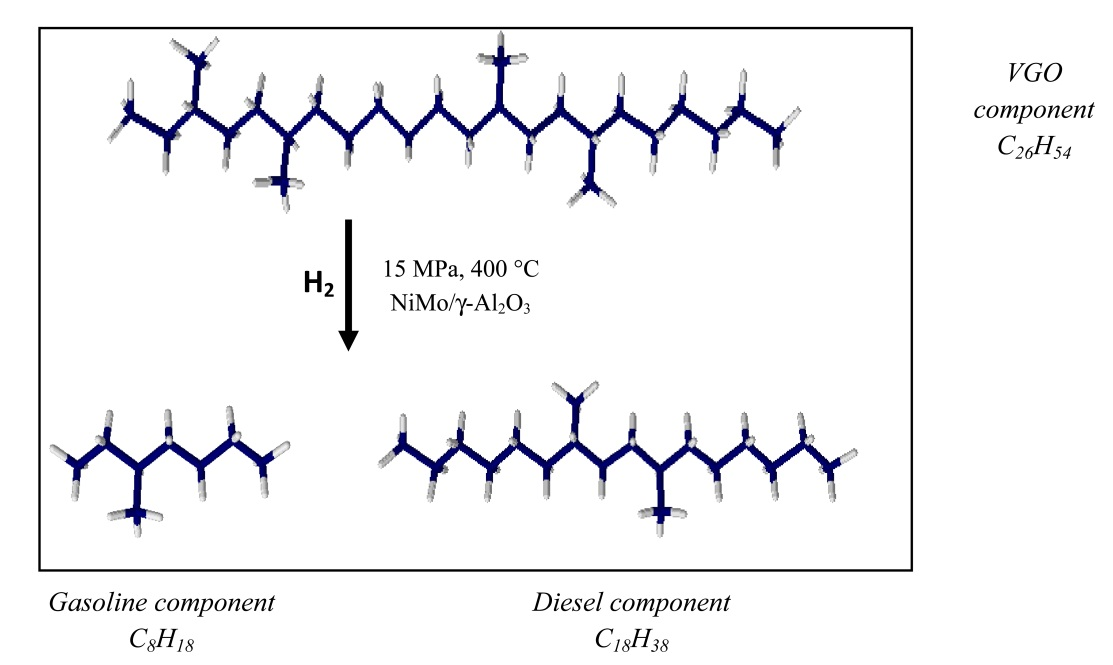 VGO
component
C₂₆H₅₄
H₂
15 MPa, 400 °C
NiMo/γ-Al₂O₃
Gasoline component
C₈H₁₈
Diesel component
C₁₈H₃₈